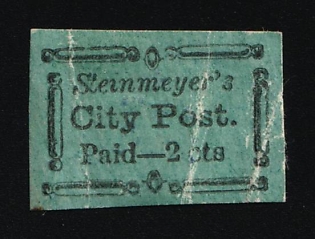 Steinmeyer's
City Post.
Paid—2 cts